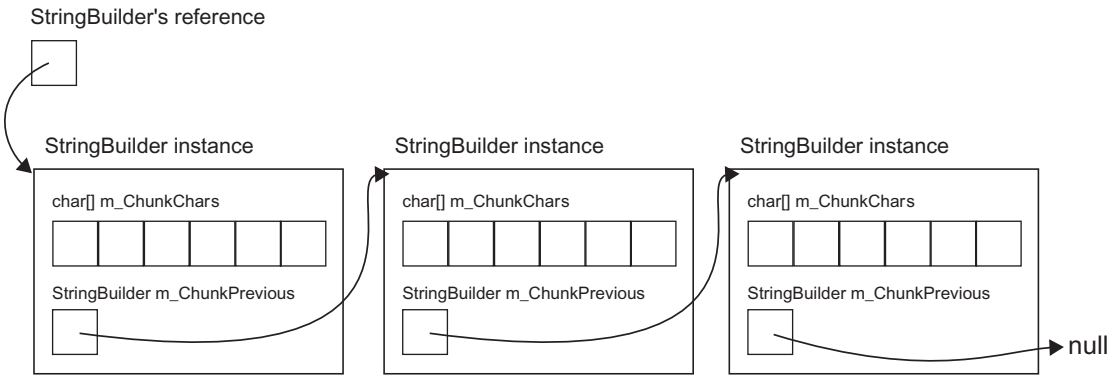 StringBuilder's reference
StringBuilder instance
StringBuilder instance
StringBuilder instance
char[] m_ChunkChars
char[] m_ChunkChars
char[] m_ChunkChars
StringBuilder m_ChunkPrevious
StringBuilder m_ChunkPrevious
StringBuilder m_ChunkPrevious
null